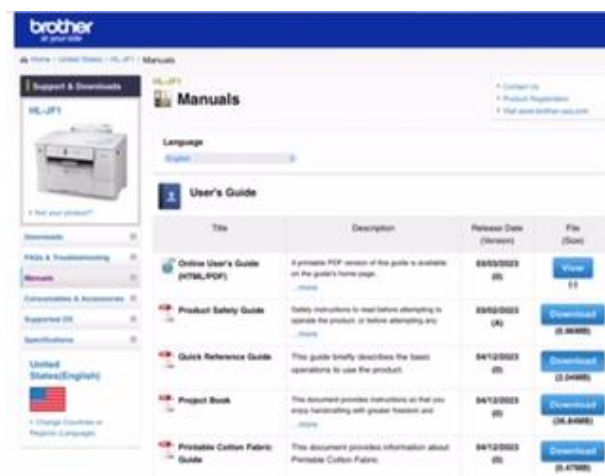 brother
at your side
Home / United States / HL-JF1 / Manuals
Support & Downloads
HL-JF1
Not your product?
Downloads
FAQs & Troubleshooting
Manuals
Consumables & Accessories
Supported OS
Specifications
United
States(English)
Change Countries or
Regions (Language)
HL-JF1
Manuals
Contact Us
Product Registration
Visit www.brother-usa.com
Language
English
User's Guide
Title Description Release Date
(Version) File
(Size)
Online User's Guide
(HTML/PDF)
A printable PDF version of this guide is available
on the guide's home page.
...more
03/03/2023
(0)
View
(-)
Product Safety Guide
Safety instructions to read before attempting to
operate the product, or before attempting any
...more
03/02/2023
(A)
Download
(0.96MB)
Quick Reference Guide
This guide briefly describes the basic
operations to use the product.
04/12/2023
(0)
Download
(2.04MB)
Project Book
This document provides instructions so that you
enjoy handcrafting with greater freedom and
...more
04/12/2023
(0)
Download
(36.84MB)
Printable Cotton Fabric
Guide
This document provides information about
Printable Cotton Fabric.
04/12/2023
(0)
Download
(0.47MB)